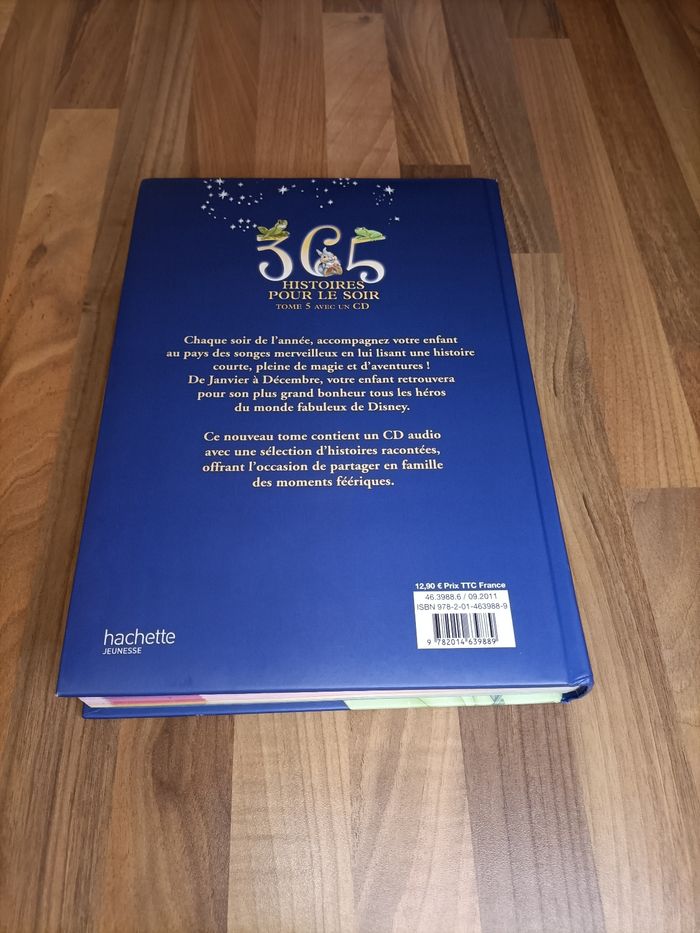 365
HISTOIRES
POUR LE SOIR
TOME 5 AVEC UN CD
Chaque soir de l'année, accompagnez votre enfant
au pays des songes merveilleux en lui lisant une histoire
courte, pleine de magie et d'aventures !
De Janvier à Décembre, votre enfant retrouvera
pour son plus grand bonheur tous les héros
du monde fabuleux de Disney.
Ce nouveau tome contient un CD audio
avec une sélection d'histoires racontées,
offrant l'occasion de partager en famille
des moments féériques.
12,90 € Prix TTC France
46.3988.6 / 09.2011
ISBN 978-2-01-463988-9
9 782014 639889
hachette
JEUNESSE